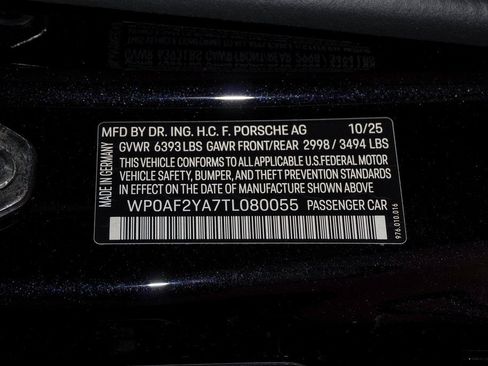 MFD BY DR. ING. H.C. F. PORSCHE AG 10/25
GVWR 6393 LBS GAWR FRONT/REAR 2998 / 3494 LBS
THIS VEHICLE CONFORMS TO ALL APPLICABLE U.S.FEDERAL MOTOR
VEHICLE SAFETY, BUMPER, AND THEFT PREVENTION STANDARDS
IN EFFECT ON THE DATE OF MANUFACTURE SHOWN ABOVE.
WP0AF2YA7TL080055 PASSENGER CAR
MADE IN GERMANY
976.010.016